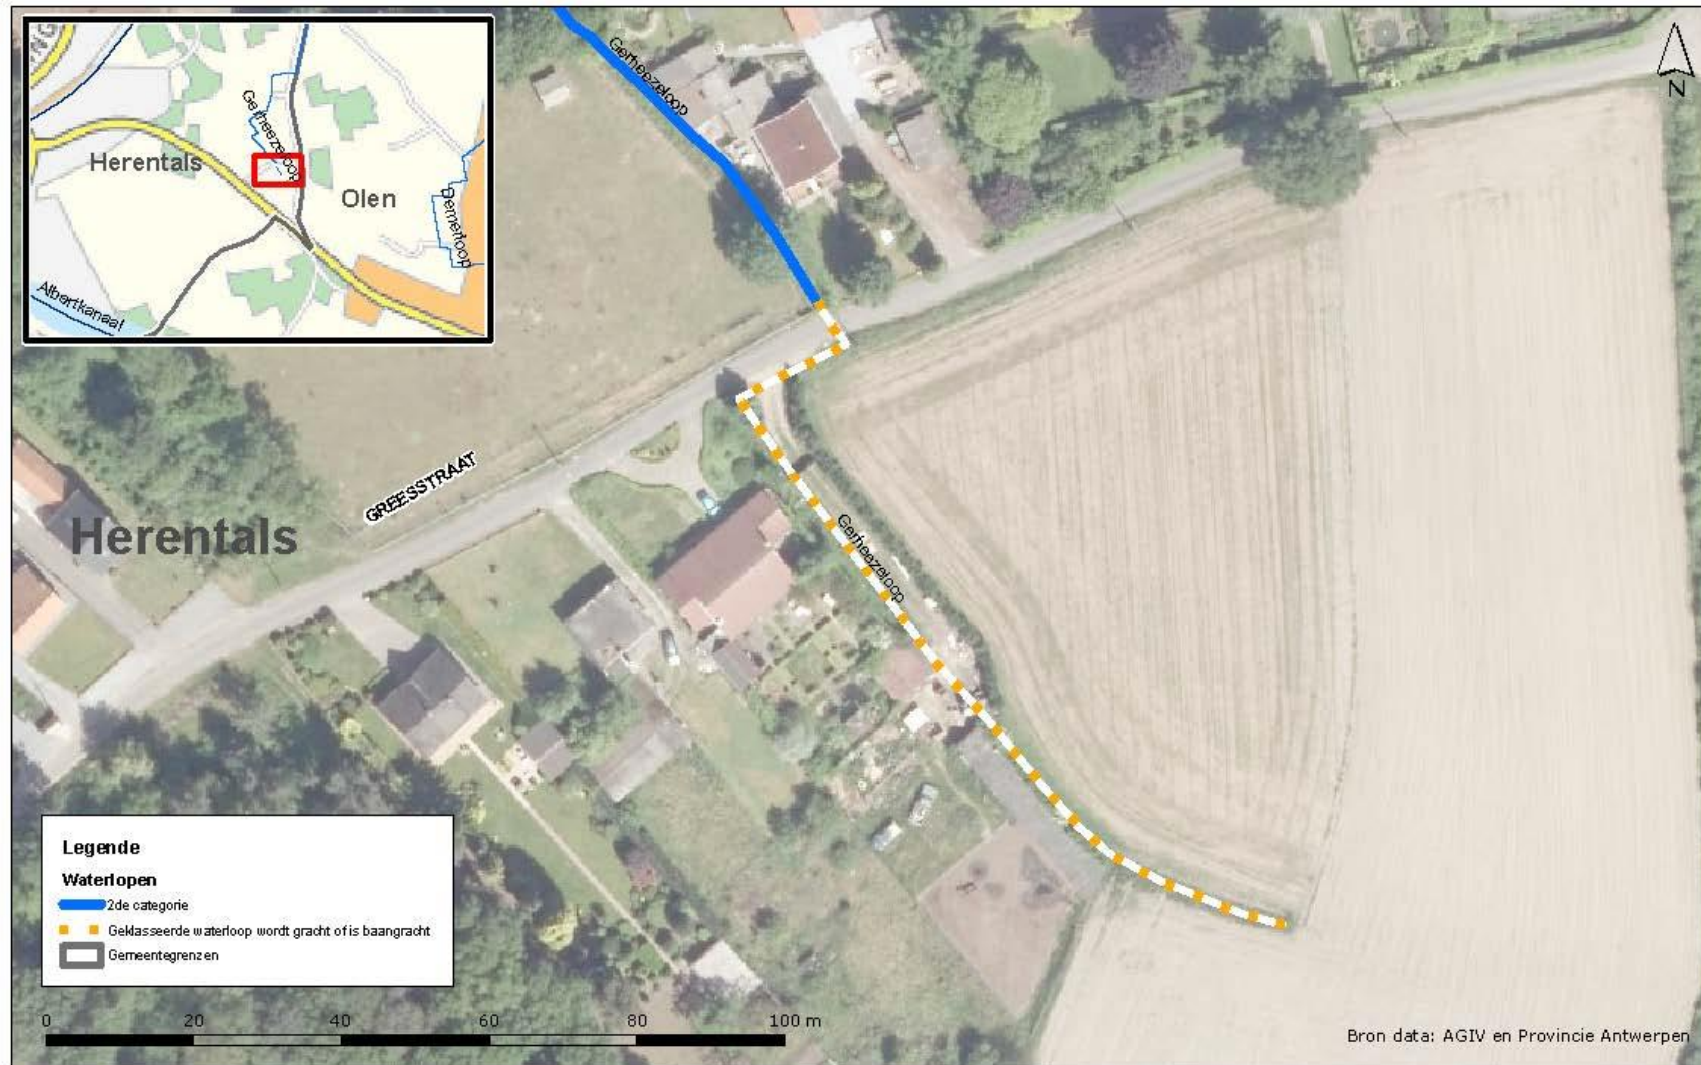 Gerheezeloop
N
Gerheezeloop
Herentals
Olen
Demerloop
Albertkanaal
GREESSTRAAT
Herentals
Gerheezeloop
Legende
Waterlopen
2de categorie
Geklasseerde waterloop wordt gracht of is baangracht
Gemeentegrenzen
0 20 40 60 80 100 m
Bron data: AGIV en Provincie Antwerpen